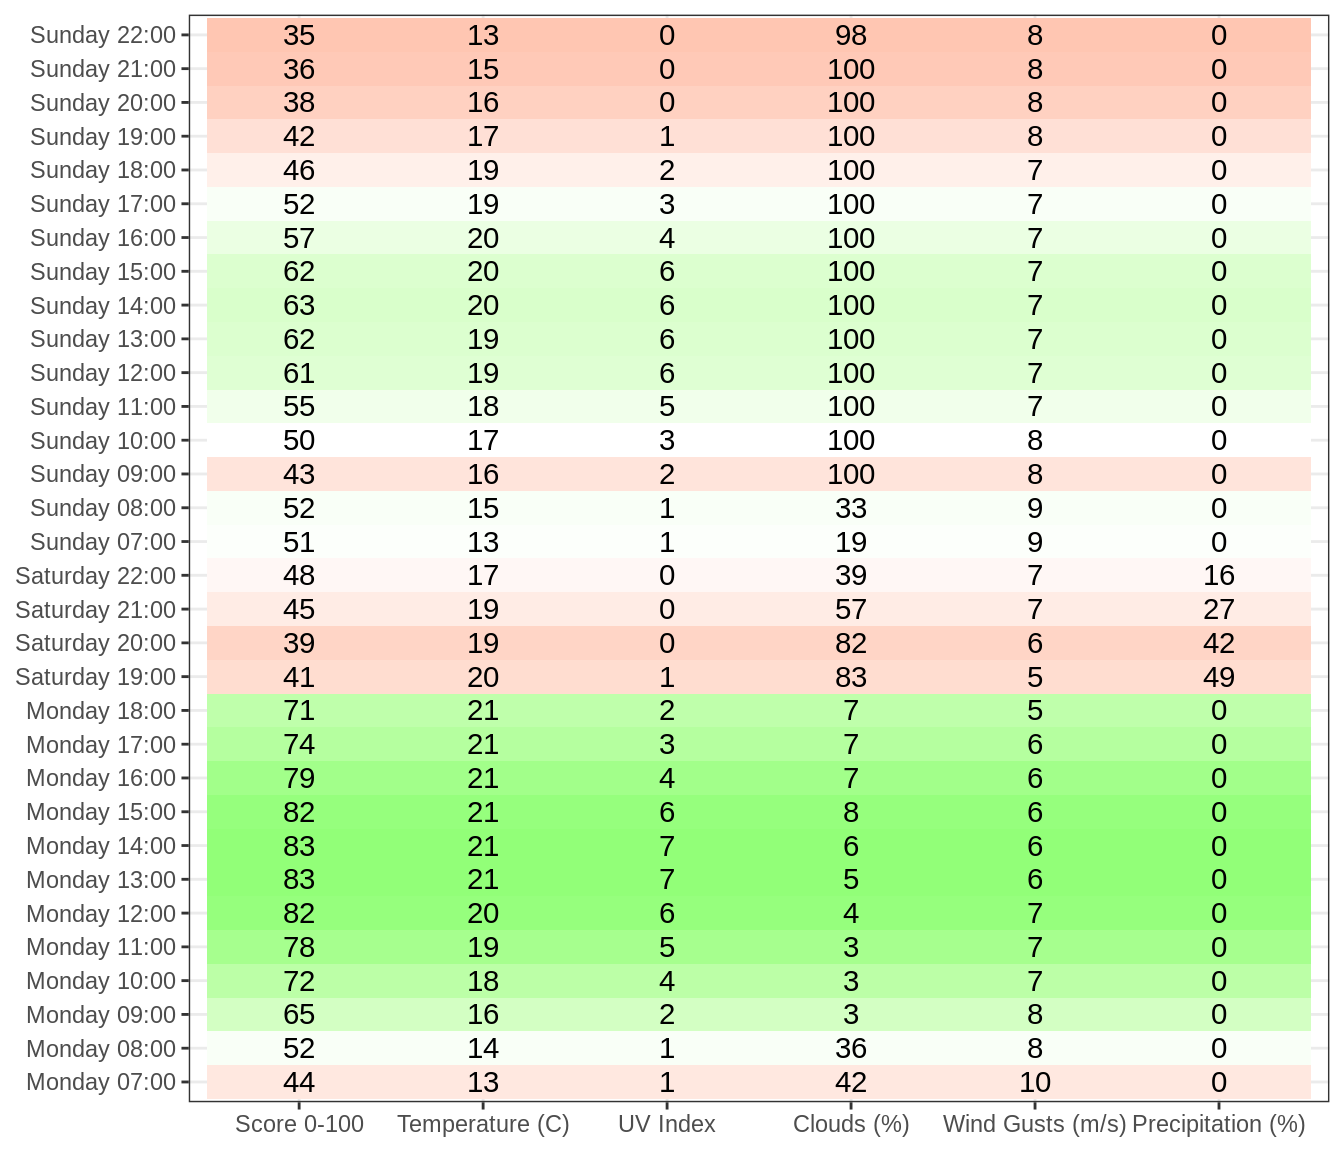 Sunday 22:00 35 13 0 98 8 0
Sunday 21:00 36 15 0 100 8 0
Sunday 20:00 38 16 0 100 8 0
Sunday 19:00 42 17 1 100 8 0
Sunday 18:00 46 19 2 100 7 0
Sunday 17:00 52 19 3 100 7 0
Sunday 16:00 57 20 4 100 7 0
Sunday 15:00 62 20 6 100 7 0
Sunday 14:00 63 20 6 100 7 0
Sunday 13:00 62 19 6 100 7 0
Sunday 12:00 61 19 6 100 7 0
Sunday 11:00 55 18 5 100 7 0
Sunday 10:00 50 17 3 100 8 0
Sunday 09:00 43 16 2 100 8 0
Sunday 08:00 52 15 1 33 9 0
Sunday 07:00 51 13 1 19 9 0
Saturday 22:00 48 17 0 39 7 16
Saturday 21:00 45 19 0 57 7 27
Saturday 20:00 39 19 0 82 6 42
Saturday 19:00 41 20 1 83 5 49
Monday 18:00 71 21 2 7 5 0
Monday 17:00 74 21 3 7 6 0
Monday 16:00 79 21 4 7 6 0
Monday 15:00 82 21 6 8 6 0
Monday 14:00 83 21 7 6 6 0
Monday 13:00 83 21 7 5 6 0
Monday 12:00 82 20 6 4 7 0
Monday 11:00 78 19 5 3 7 0
Monday 10:00 72 18 4 3 7 0
Monday 09:00 65 16 2 3 8 0
Monday 08:00 52 14 1 36 8 0
Monday 07:00 44 13 1 42 10 0
Score 0-100 Temperature (C) UV Index Clouds (%) Wind Gusts (m/s) Precipitation (%)